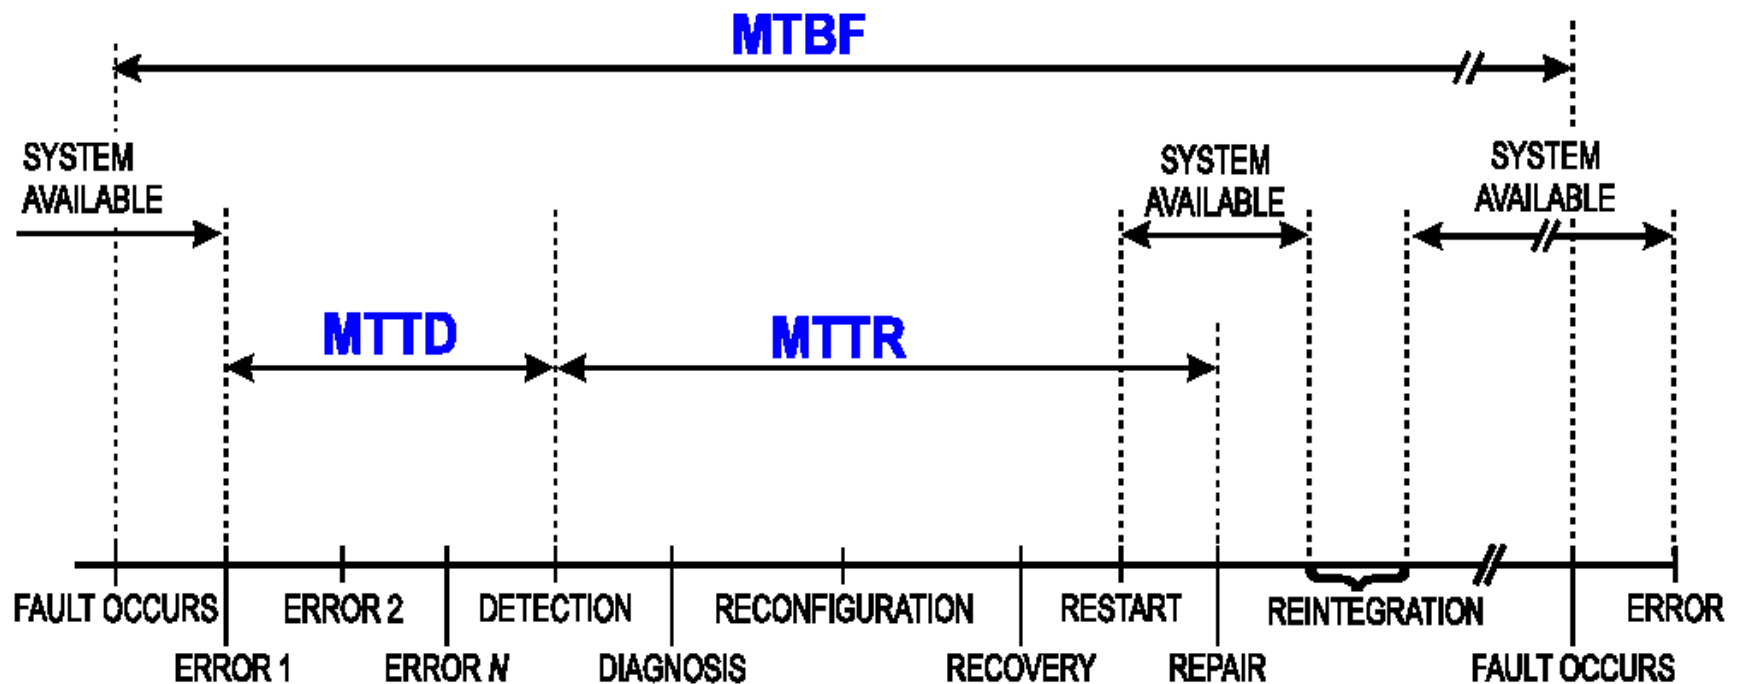 MTBF
SYSTEM
AVAILABLE
SYSTEM
AVAILABLE
SYSTEM
AVAILABLE
MTTD
MTTR
FAULT OCCURS
ERROR 2
DETECTION
RECONFIGURATION
RESTART
REINTEGRATION
ERROR
ERROR 1
ERROR N
DIAGNOSIS
RECOVERY
REPAIR
FAULT OCCURS